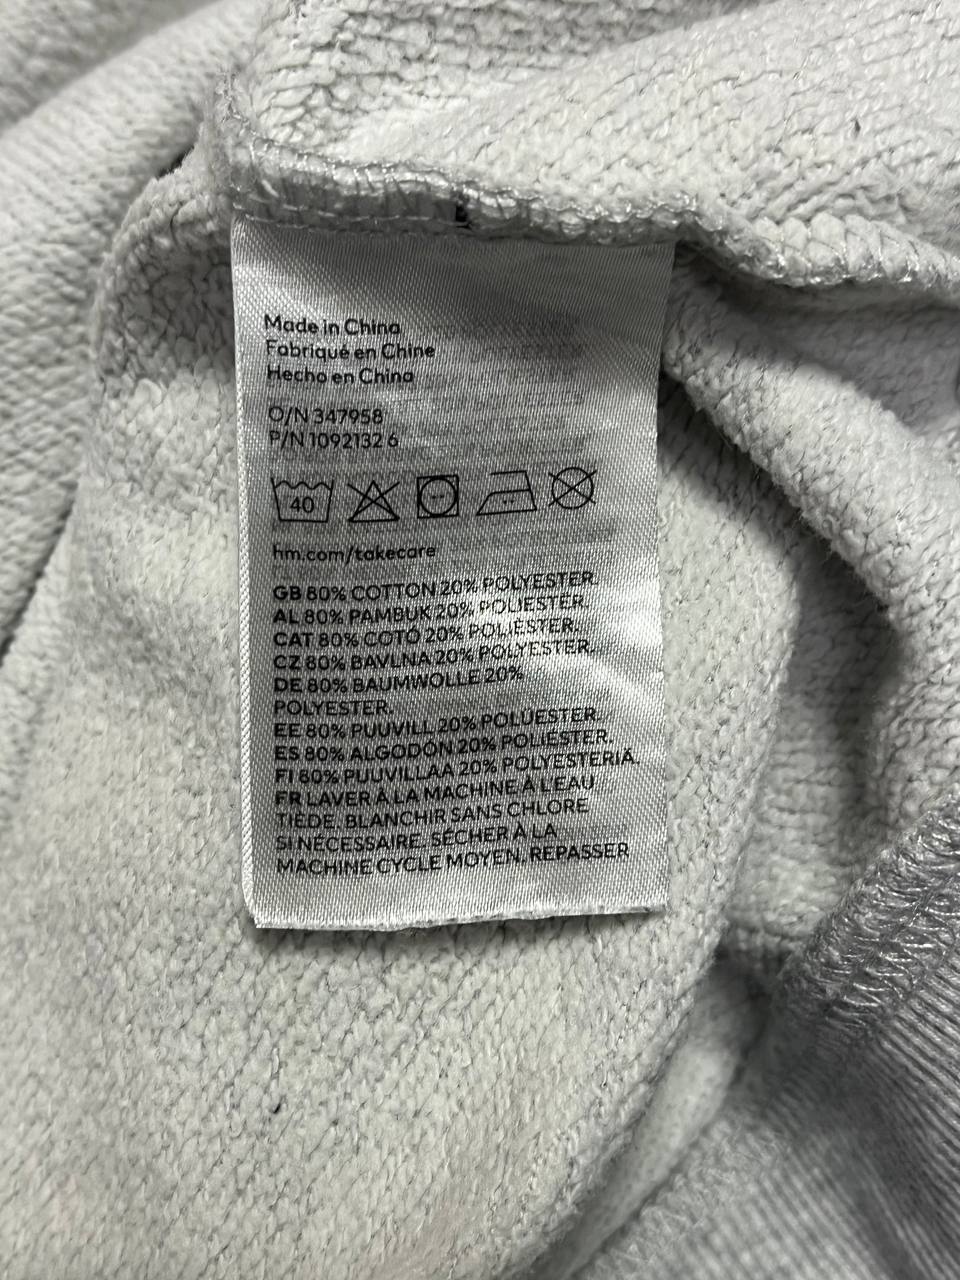 Made in China
Fabriqué en Chine
Hecho en China
O/N 347958
P/N 1092132 6
40
hm.com/takecare
GB 80% COTTON 20% POLYESTER.
AL 80% PAMBUK 20% POLIESTER.
CAT 80% COTÓ 20% POLIÈSTER.
CZ 80% BAVLNA 20% POLYESTER.
DE 80% BAUMWOLLE 20%
POLYESTER.
EE 80% PUUVILL 20% POLÜESTER.
ES 80% ALGODÓN 20% POLIÉSTER.
FI 80% PUUVILLAA 20% POLYESTERIÄ.
FR LAVER À LA MACHINE À L'EAU
TIÈDE. BLANCHIR SANS CHLORE
SI NÉCESSAIRE. SÉCHER À LA
MACHINE CYCLE MOYEN. REPASSER